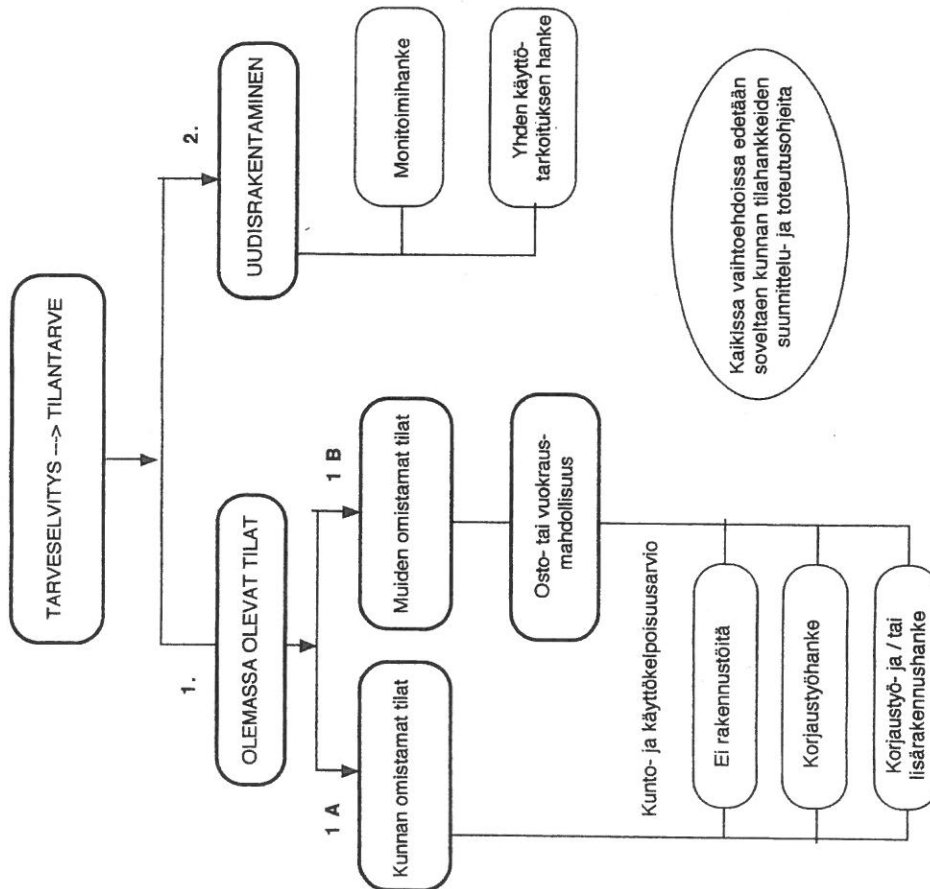 TARVESELVITYS ---> TILANTARVE
1.
OLEMASSA OLEVAT TILAT
2.
UUDISRAKENTAMINEN
1 A
Kunnan omistamat tilat
1 B
Muiden omistamat tilat
Monitoimihanke
Osto- tai vuokraus-
mahdollisuus
Yhden käyttö-
tarkoituksen hanke
Kunto- ja käyttökelpoisuusarvio
Ei rakennustöitä
Korjaustyöhanke
Korjaustyö- ja / tai
lisärakennushanke
Kaikissa vaihtoehdoissa edetään
soveltaen kunnan tilahankkeiden
suunnittelu- ja toteutusohjeita